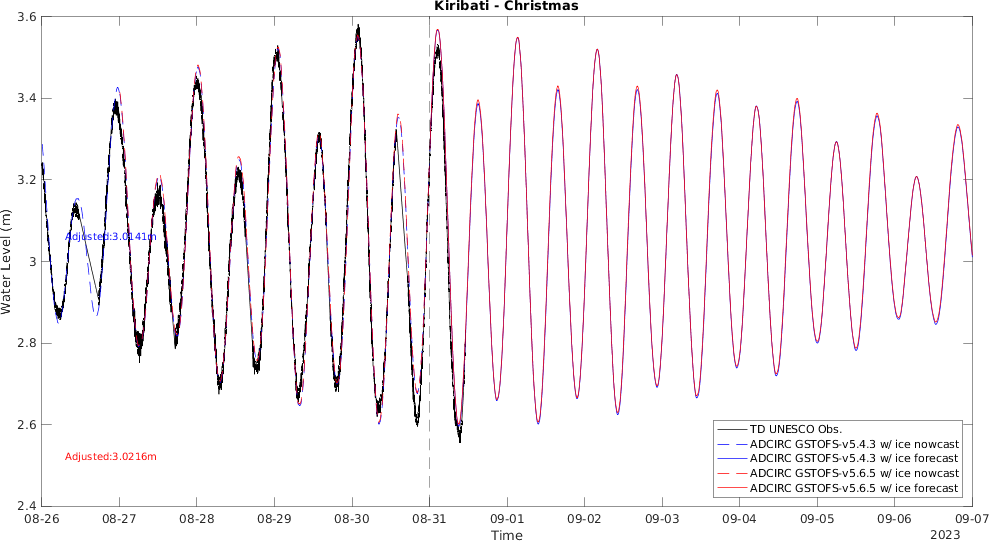 Kiribati - Christmas
3.6
3.4
3.2
3
2.8
2.6
2.4
Water Level (m)
Adjusted:3.0141m
Adjusted:3.0216m
TD UNESCO Obs.
ADCIRC GSTOFS-v5.4.3 w/ ice nowcast
ADCIRC GSTOFS-v5.4.3 w/ ice forecast
ADCIRC GSTOFS-v5.6.5 w/ ice nowcast
ADCIRC GSTOFS-v5.6.5 w/ ice forecast
08-26 08-27 08-28 08-29 08-30 08-31 09-01 09-02 09-03 09-04 09-05 09-06 09-07
Time
2023